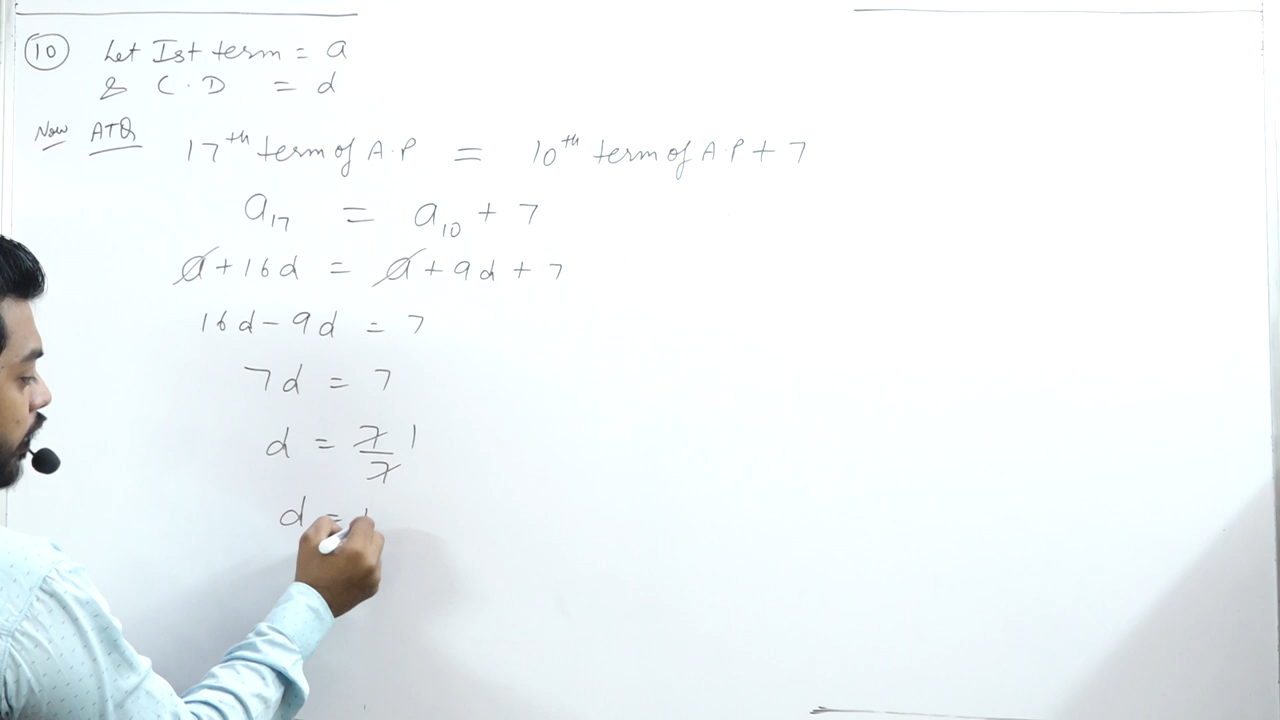 10 Let Ist term = a
& C.D = d
Now ATQ
17th term of A.P = 10th term of A.P + 7
a17 = a10 + 7
a + 16d = a + 9d + 7
16d - 9d = 7
7d = 7
d = 7/7 1
d = 1